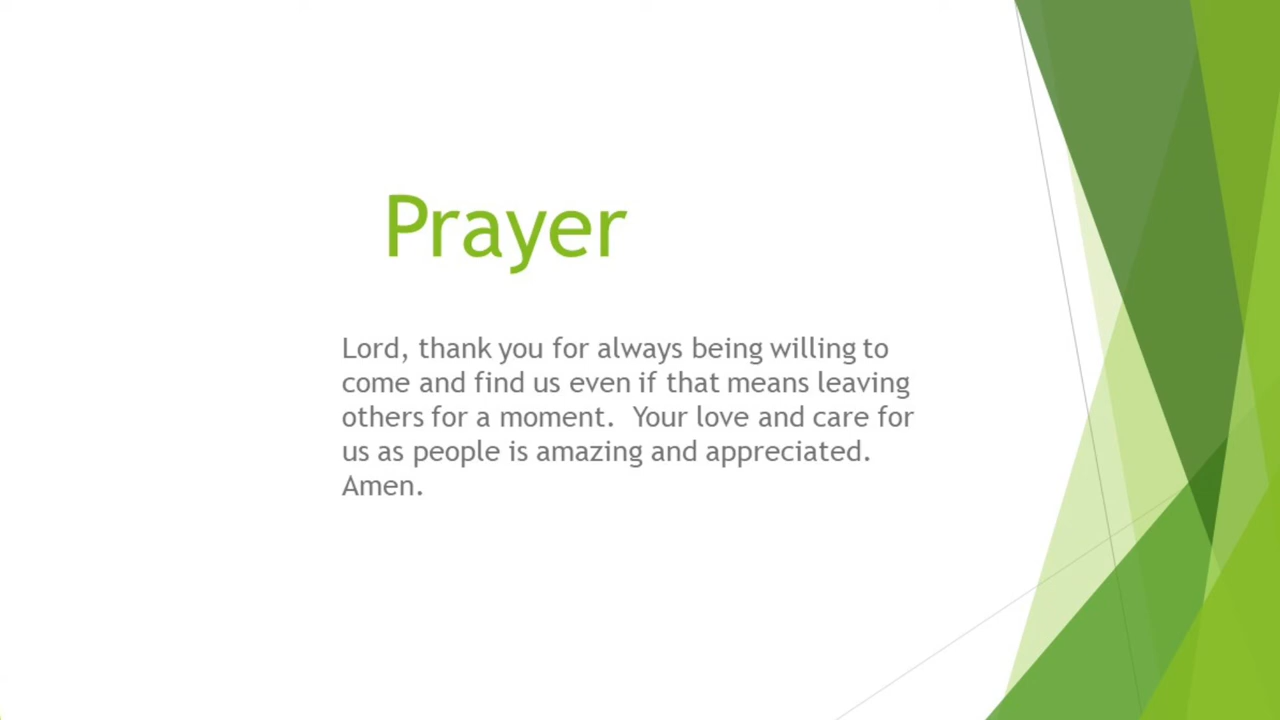 Prayer
Lord, thank you for always being willing to
come and find us even if that means leaving
others for a moment.  Your love and care for
us as people is amazing and appreciated.
Amen.